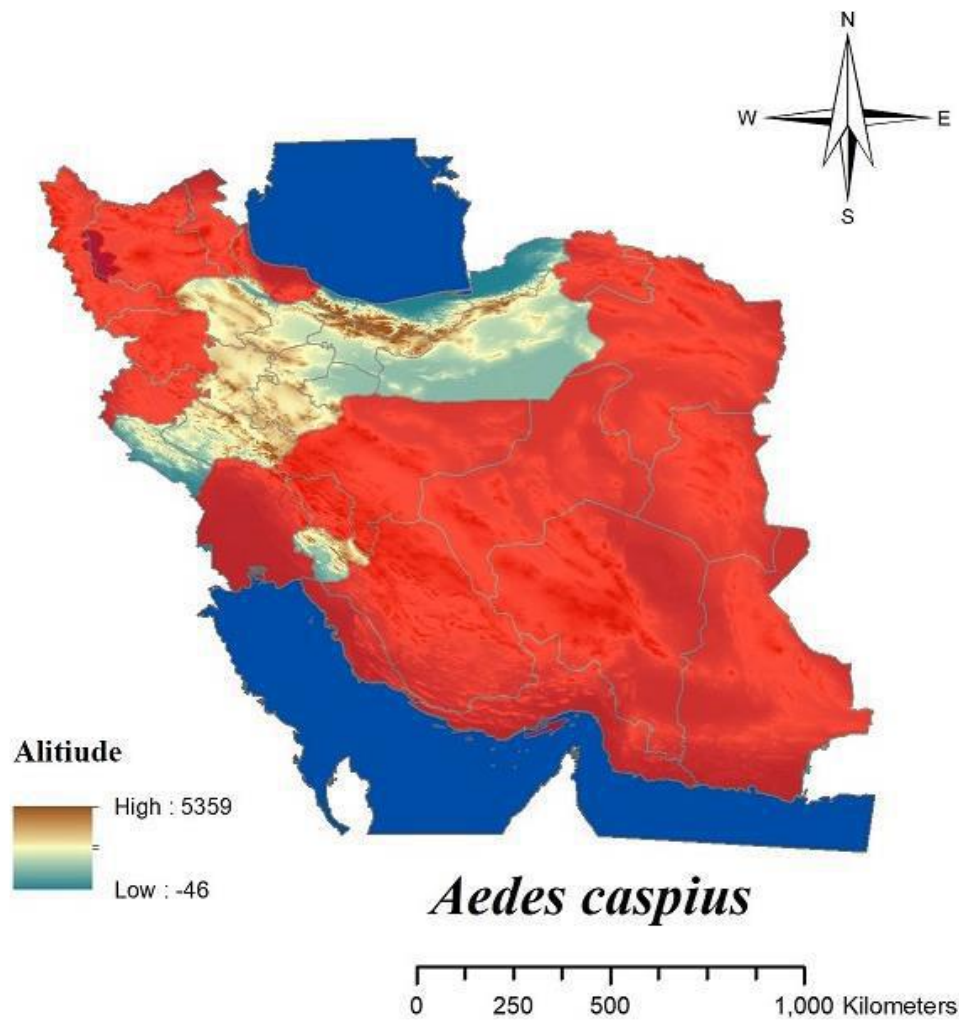 N
W E
S
Alitiude
High : 5359
Low : -46
Aedes caspius
0 250 500 1,000 Kilometers